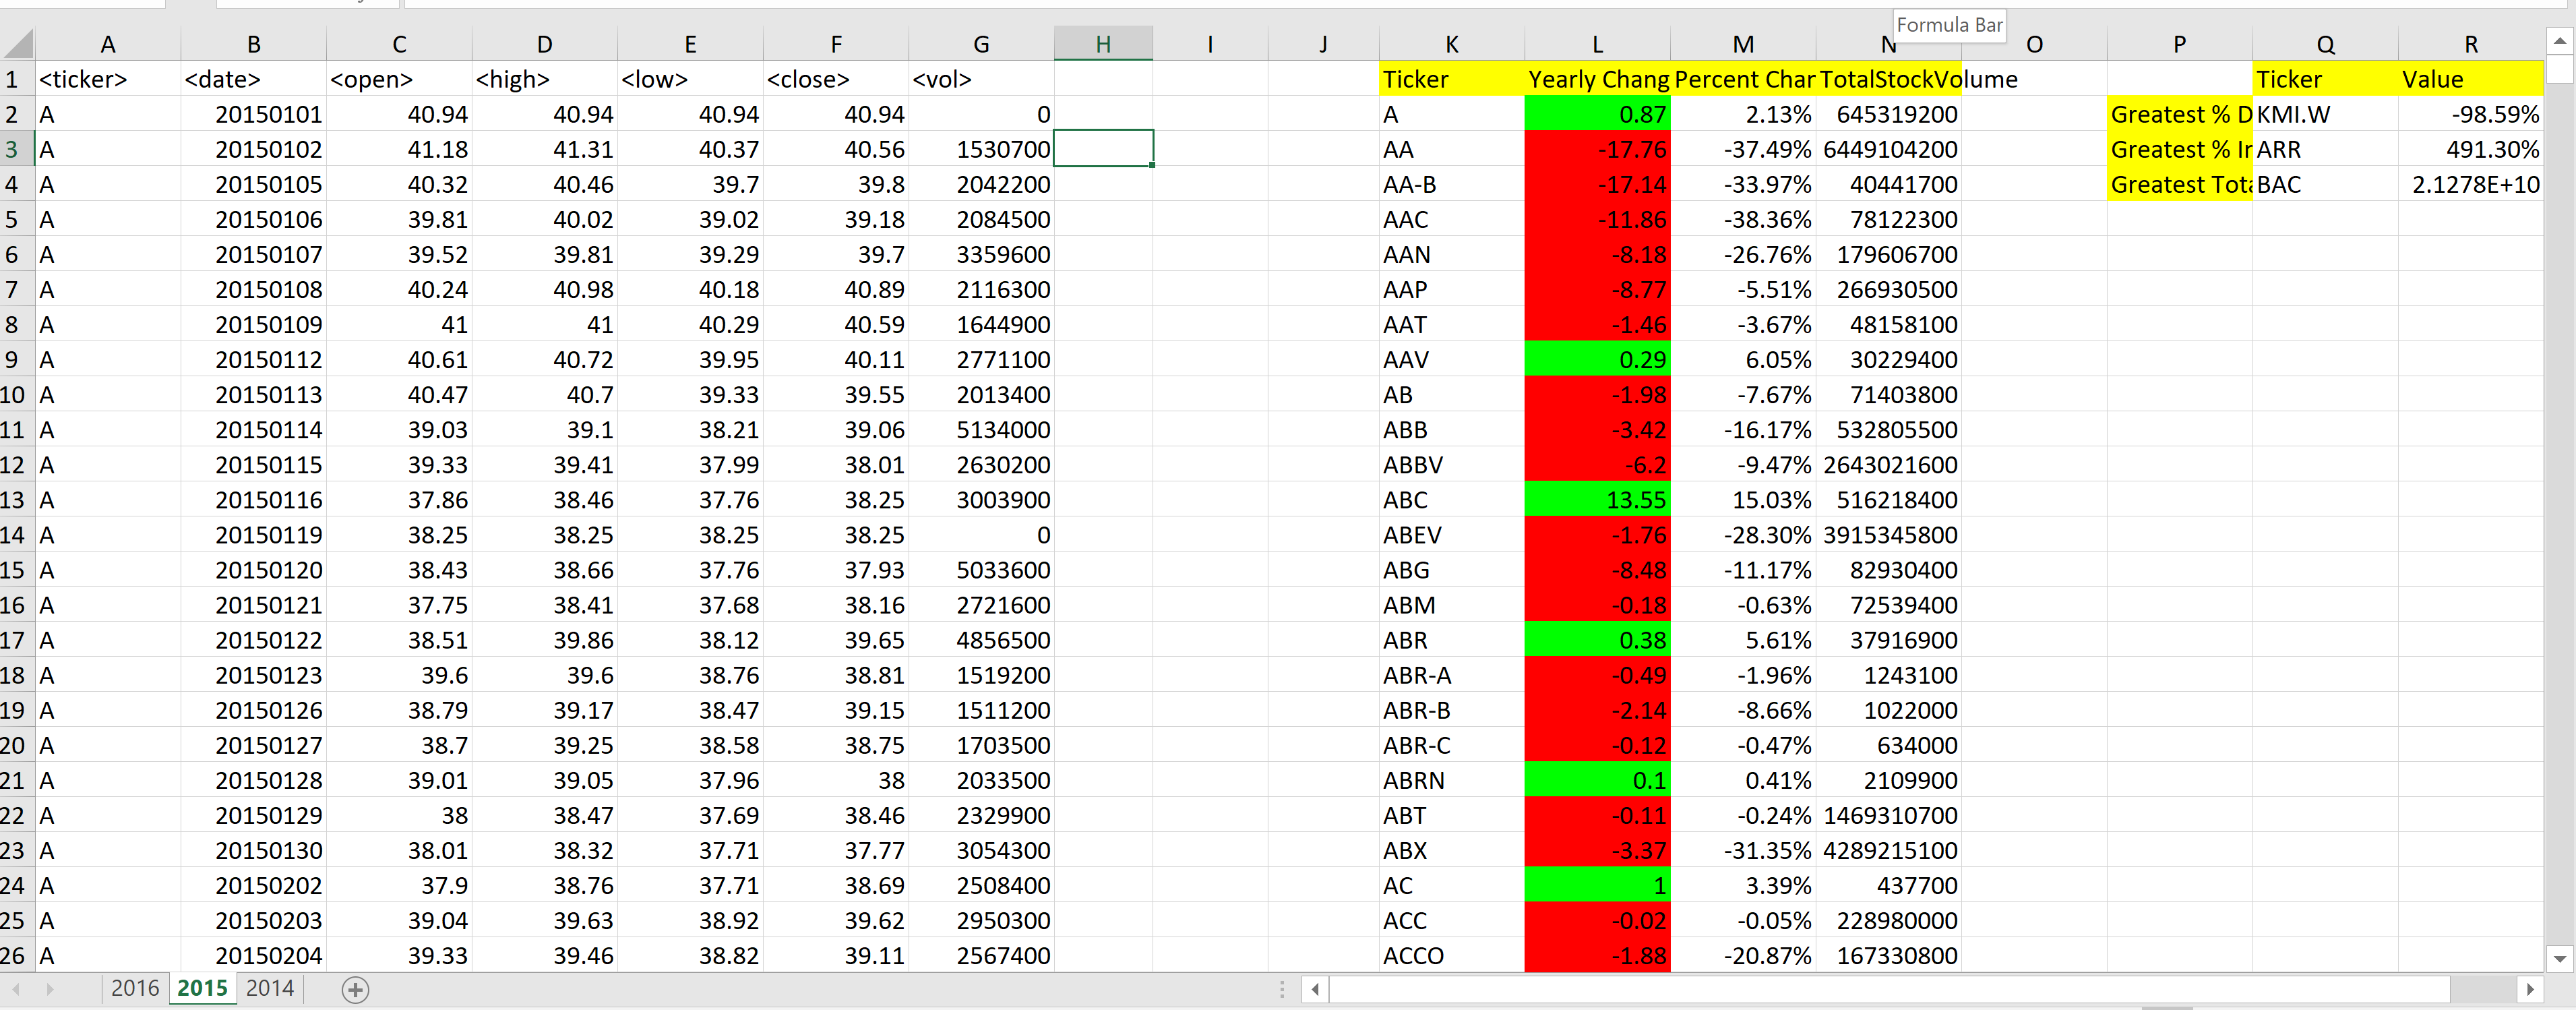 Formula Bar
A B C D E F G H I J K L M N O P Q R
1 <ticker> <date> <open> <high> <low> <close> <vol> Ticker Yearly Chang Percent Char TotalStockVolume Ticker Value
2 A 20150101 40.94 40.94 40.94 40.94 0 A 0.87 2.13% 645319200 Greatest % D KMI.W -98.59%
3 A 20150102 41.18 41.31 40.37 40.56 1530700 AA -17.76 -37.49% 6449104200 Greatest % Ir ARR 491.30%
4 A 20150105 40.32 40.46 39.7 39.8 2042200 AA-B -17.14 -33.97% 40441700 Greatest Tota BAC 2.1278E+10
5 A 20150106 39.81 40.02 39.02 39.18 2084500 AAC -11.86 -38.36% 78122300
6 A 20150107 39.52 39.81 39.29 39.7 3359600 AAN -8.18 -26.76% 179606700
7 A 20150108 40.24 40.98 40.18 40.89 2116300 AAP -8.77 -5.51% 266930500
8 A 20150109 41 41 40.29 40.59 1644900 AAT -1.46 -3.67% 48158100
9 A 20150112 40.61 40.72 39.95 40.11 2771100 AAV 0.29 6.05% 30229400
10 A 20150113 40.47 40.7 39.33 39.55 2013400 AB -1.98 -7.67% 71403800
11 A 20150114 39.03 39.1 38.21 39.06 5134000 ABB -3.42 -16.17% 532805500
12 A 20150115 39.33 39.41 37.99 38.01 2630200 ABBV -6.2 -9.47% 2643021600
13 A 20150116 37.86 38.46 37.76 38.25 3003900 ABC 13.55 15.03% 516218400
14 A 20150119 38.25 38.25 38.25 38.25 0 ABEV -1.76 -28.30% 3915345800
15 A 20150120 38.43 38.66 37.76 37.93 5033600 ABG -8.48 -11.17% 82930400
16 A 20150121 37.75 38.41 37.68 38.16 2721600 ABM -0.18 -0.63% 72539400
17 A 20150122 38.51 39.86 38.12 39.65 4856500 ABR 0.38 5.61% 37916900
18 A 20150123 39.6 39.6 38.76 38.81 1519200 ABR-A -0.49 -1.96% 1243100
19 A 20150126 38.79 39.17 38.47 39.15 1511200 ABR-B -2.14 -8.66% 1022000
20 A 20150127 38.7 39.25 38.58 38.75 1703500 ABR-C -0.12 -0.47% 634000
21 A 20150128 39.01 39.05 37.96 38 2033500 ABRN 0.1 0.41% 2109900
22 A 20150129 38 38.47 37.69 38.46 2329900 ABT -0.11 -0.24% 1469310700
23 A 20150130 38.01 38.32 37.71 37.77 3054300 ABX -3.37 -31.35% 4289215100
24 A 20150202 37.9 38.76 37.71 38.69 2508400 AC 1 3.39% 437700
25 A 20150203 39.04 39.63 38.92 39.62 2950300 ACC -0.02 -0.05% 228980000
26 A 20150204 39.33 39.46 38.82 39.11 2567400 ACCO -1.88 -20.87% 167330800
2016 2015 2014